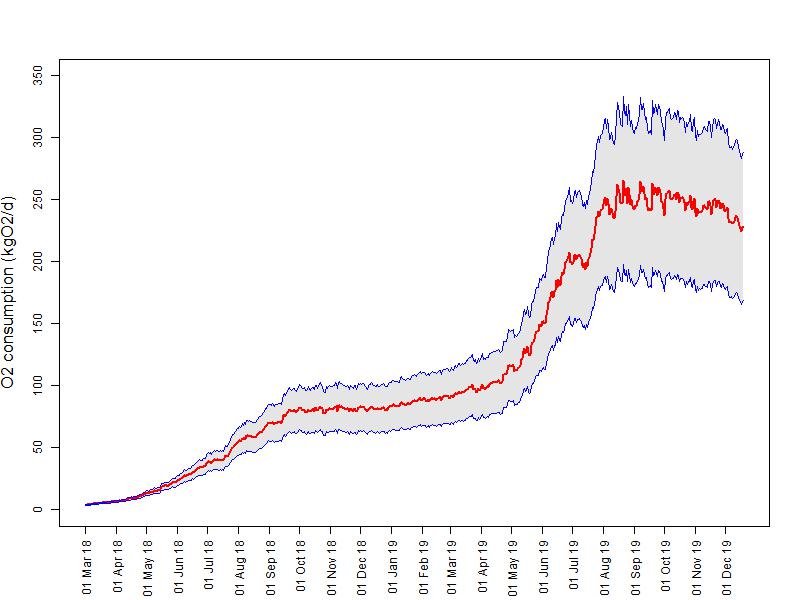 O2 consumption (kgO2/d)
350
300
250
200
150
100
50
0
01 Mar 18
01 Apr 18
01 May 18
01 Jun 18
01 Jul 18
01 Aug 18
01 Sep 18
01 Oct 18
01 Nov 18
01 Dec 18
01 Jan 19
01 Feb 19
01 Mar 19
01 Apr 19
01 May 19
01 Jun 19
01 Jul 19
01 Aug 19
01 Sep 19
01 Oct 19
01 Nov 19
01 Dec 19